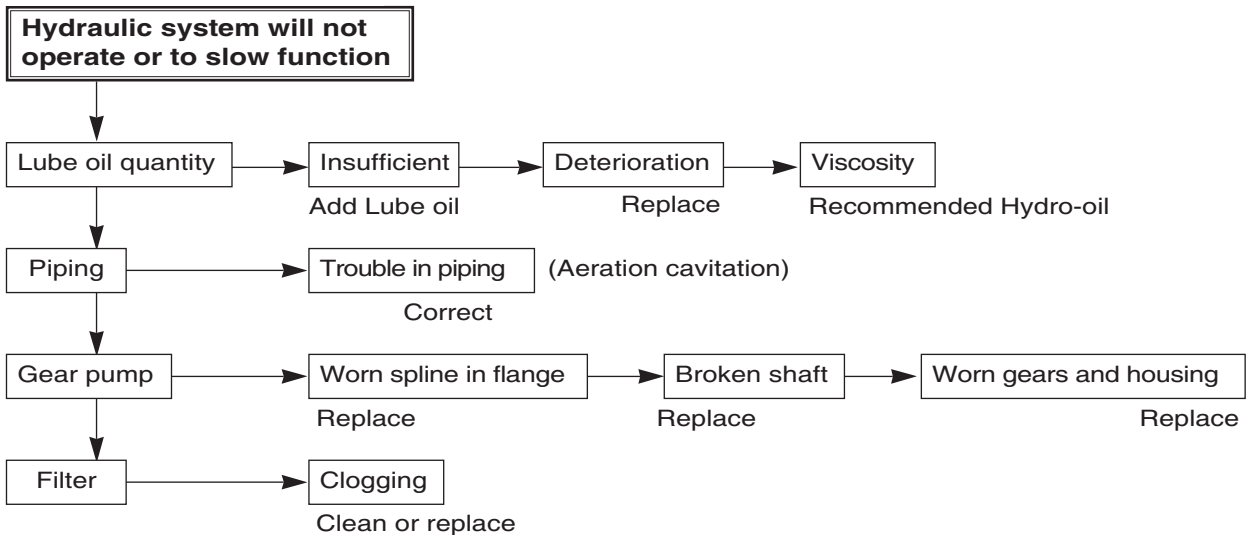 Hydraulic system will not
operate or to slow function
Lube oil quantity
Insufficient
Deterioration
Viscosity
Add Lube oil
Replace
Recommended Hydro-oil
Piping
Trouble in piping
(Aeration cavitation)
Correct
Gear pump
Worn spline in flange
Broken shaft
Worn gears and housing
Replace
Replace
Replace
Filter
Clogging
Clean or replace